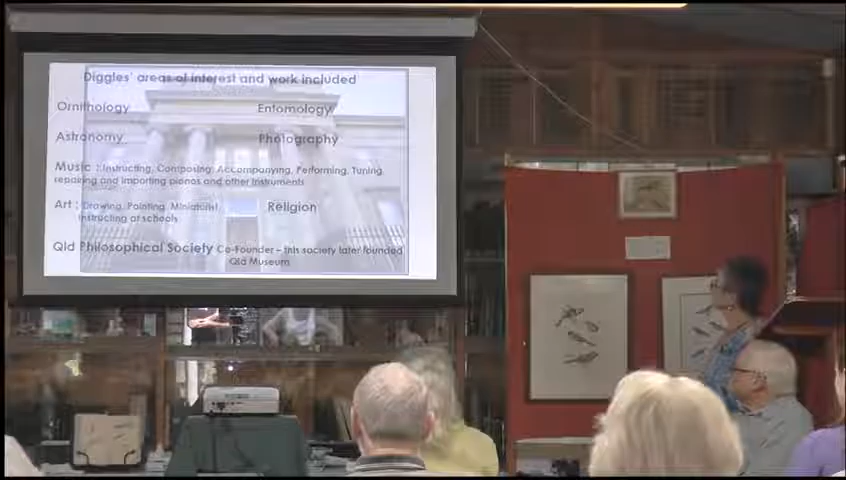 Diggles' areas of interest and work included
Ornithology Entomology
Astronomy Photography
Music : Instructing, Composing, Accompanying, Performing, Tuning,
repairing and importing pianos and other instruments
Art : Drawing, Painting, Miniaturist, Religion
Instructing at schools
Qld Philosophical Society Co-Founder – this society later founded
Qld Museum